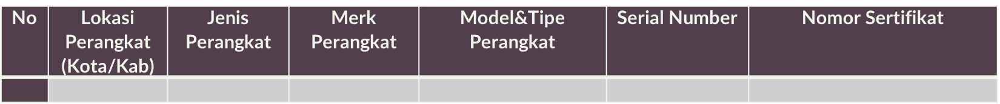 No
Lokasi
Perangkat
(Kota/Kab)
Jenis
Perangkat
Merk
Perangkat
Model&Tipe
Perangkat
Serial Number
Nomor Sertifikat